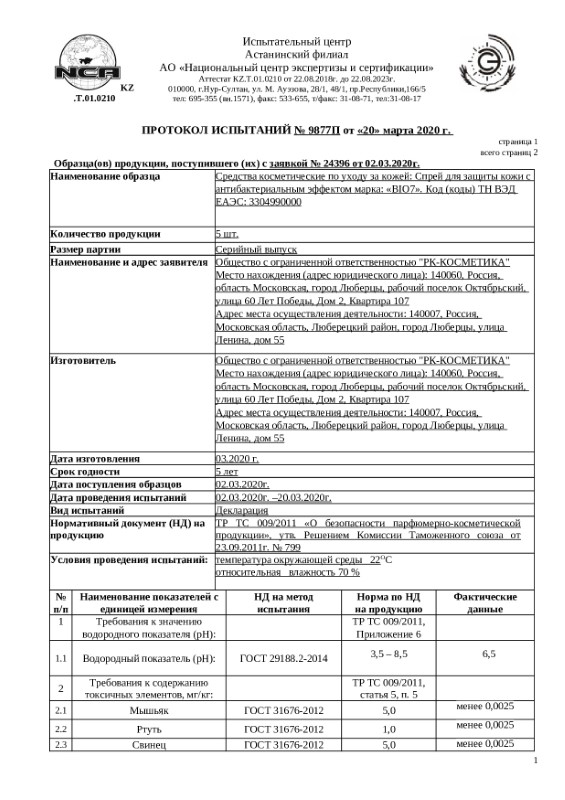 Испытательный центр
Астанинский филиал
АО «Национальный центр экспертизы и сертификации»
Аттестат KZ.T.01.0210 от 22.08.2018г. до 22.08.2023г.
010000, г.Нур-Султан, ул. М. Ауэзова, 28/1, 48/1, пр.Республики,166/5
тел: 695-355 (вн.1571), факс: 533-655, т/факс: 31-08-71, тел:31-08-17
NCA
KZ
.T.01.0210
ПРОТОКОЛ ИСПЫТАНИЙ № 9877П от «20» марта 2020 г.
страница 1
всего страниц 2
Образца(ов) продукции, поступившего (их) с заявкой № 24396 от 02.03.2020г.
Наименование образца
Средства косметические по уходу за кожей: Спрей для защиты кожи с
антибактериальным эффектом марка: «BIO7». Код (коды) ТН ВЭД
ЕАЭС: 3304990000
Количество продукции 5 шт.
Размер партии Серийный выпуск
Наименование и адрес заявителя
Общество с ограниченной ответственностью "РК-КОСМЕТИКА"
Место нахождения (адрес юридического лица): 140060, Россия,
область Московская, город Люберцы, рабочий поселок Октябрьский,
улица 60 Лет Победы, Дом 2, Квартира 107
Адрес места осуществления деятельности: 140007, Россия,
Московская область, Люберецкий район, город Люберцы, улица
Ленина, дом 55
Изготовитель
Общество с ограниченной ответственностью "РК-КОСМЕТИКА"
Место нахождения (адрес юридического лица): 140060, Россия,
область Московская, город Люберцы, рабочий поселок Октябрьский,
улица 60 Лет Победы, Дом 2, Квартира 107
Адрес места осуществления деятельности: 140007, Россия,
Московская область, Люберецкий район, город Люберцы, улица
Ленина, дом 55
Дата изготовления 03.2020 г.
Срок годности 5 лет
Дата поступления образцов 02.03.2020г.
Дата проведения испытаний 02.03.2020г. –20.03.2020г.
Вид испытаний Декларация
Нормативный документ (НД) на
продукцию
ТР ТС 009/2011 «О безопасности парфюмерно-косметической
продукции», утв. Решением Комиссии Таможенного союза от
23.09.2011г. № 799
Условия проведения испытаний:
температура окружающей среды 22°С
относительная влажность 70 %
№
п/п
Наименование показателей с
единицей измерения
НД на метод
испытания
Норма по НД
на продукцию
Фактические
данные
1
Требования к значению
водородного показателя (pH):
ТР ТС 009/2011,
Приложение 6
1.1 Водородный показатель (pH): ГОСТ 29188.2-2014 3,5 – 8,5 6,5
2
Требования к содержанию
токсичных элементов, мг/кг:
ТР ТС 009/2011,
статья 5, п. 5
2.1 Мышьяк ГОСТ 31676-2012 5,0 менее 0,0025
2.2 Ртуть ГОСТ 31676-2012 1,0 менее 0,0025
2.3 Свинец ГОСТ 31676-2012 5,0 менее 0,0025
1